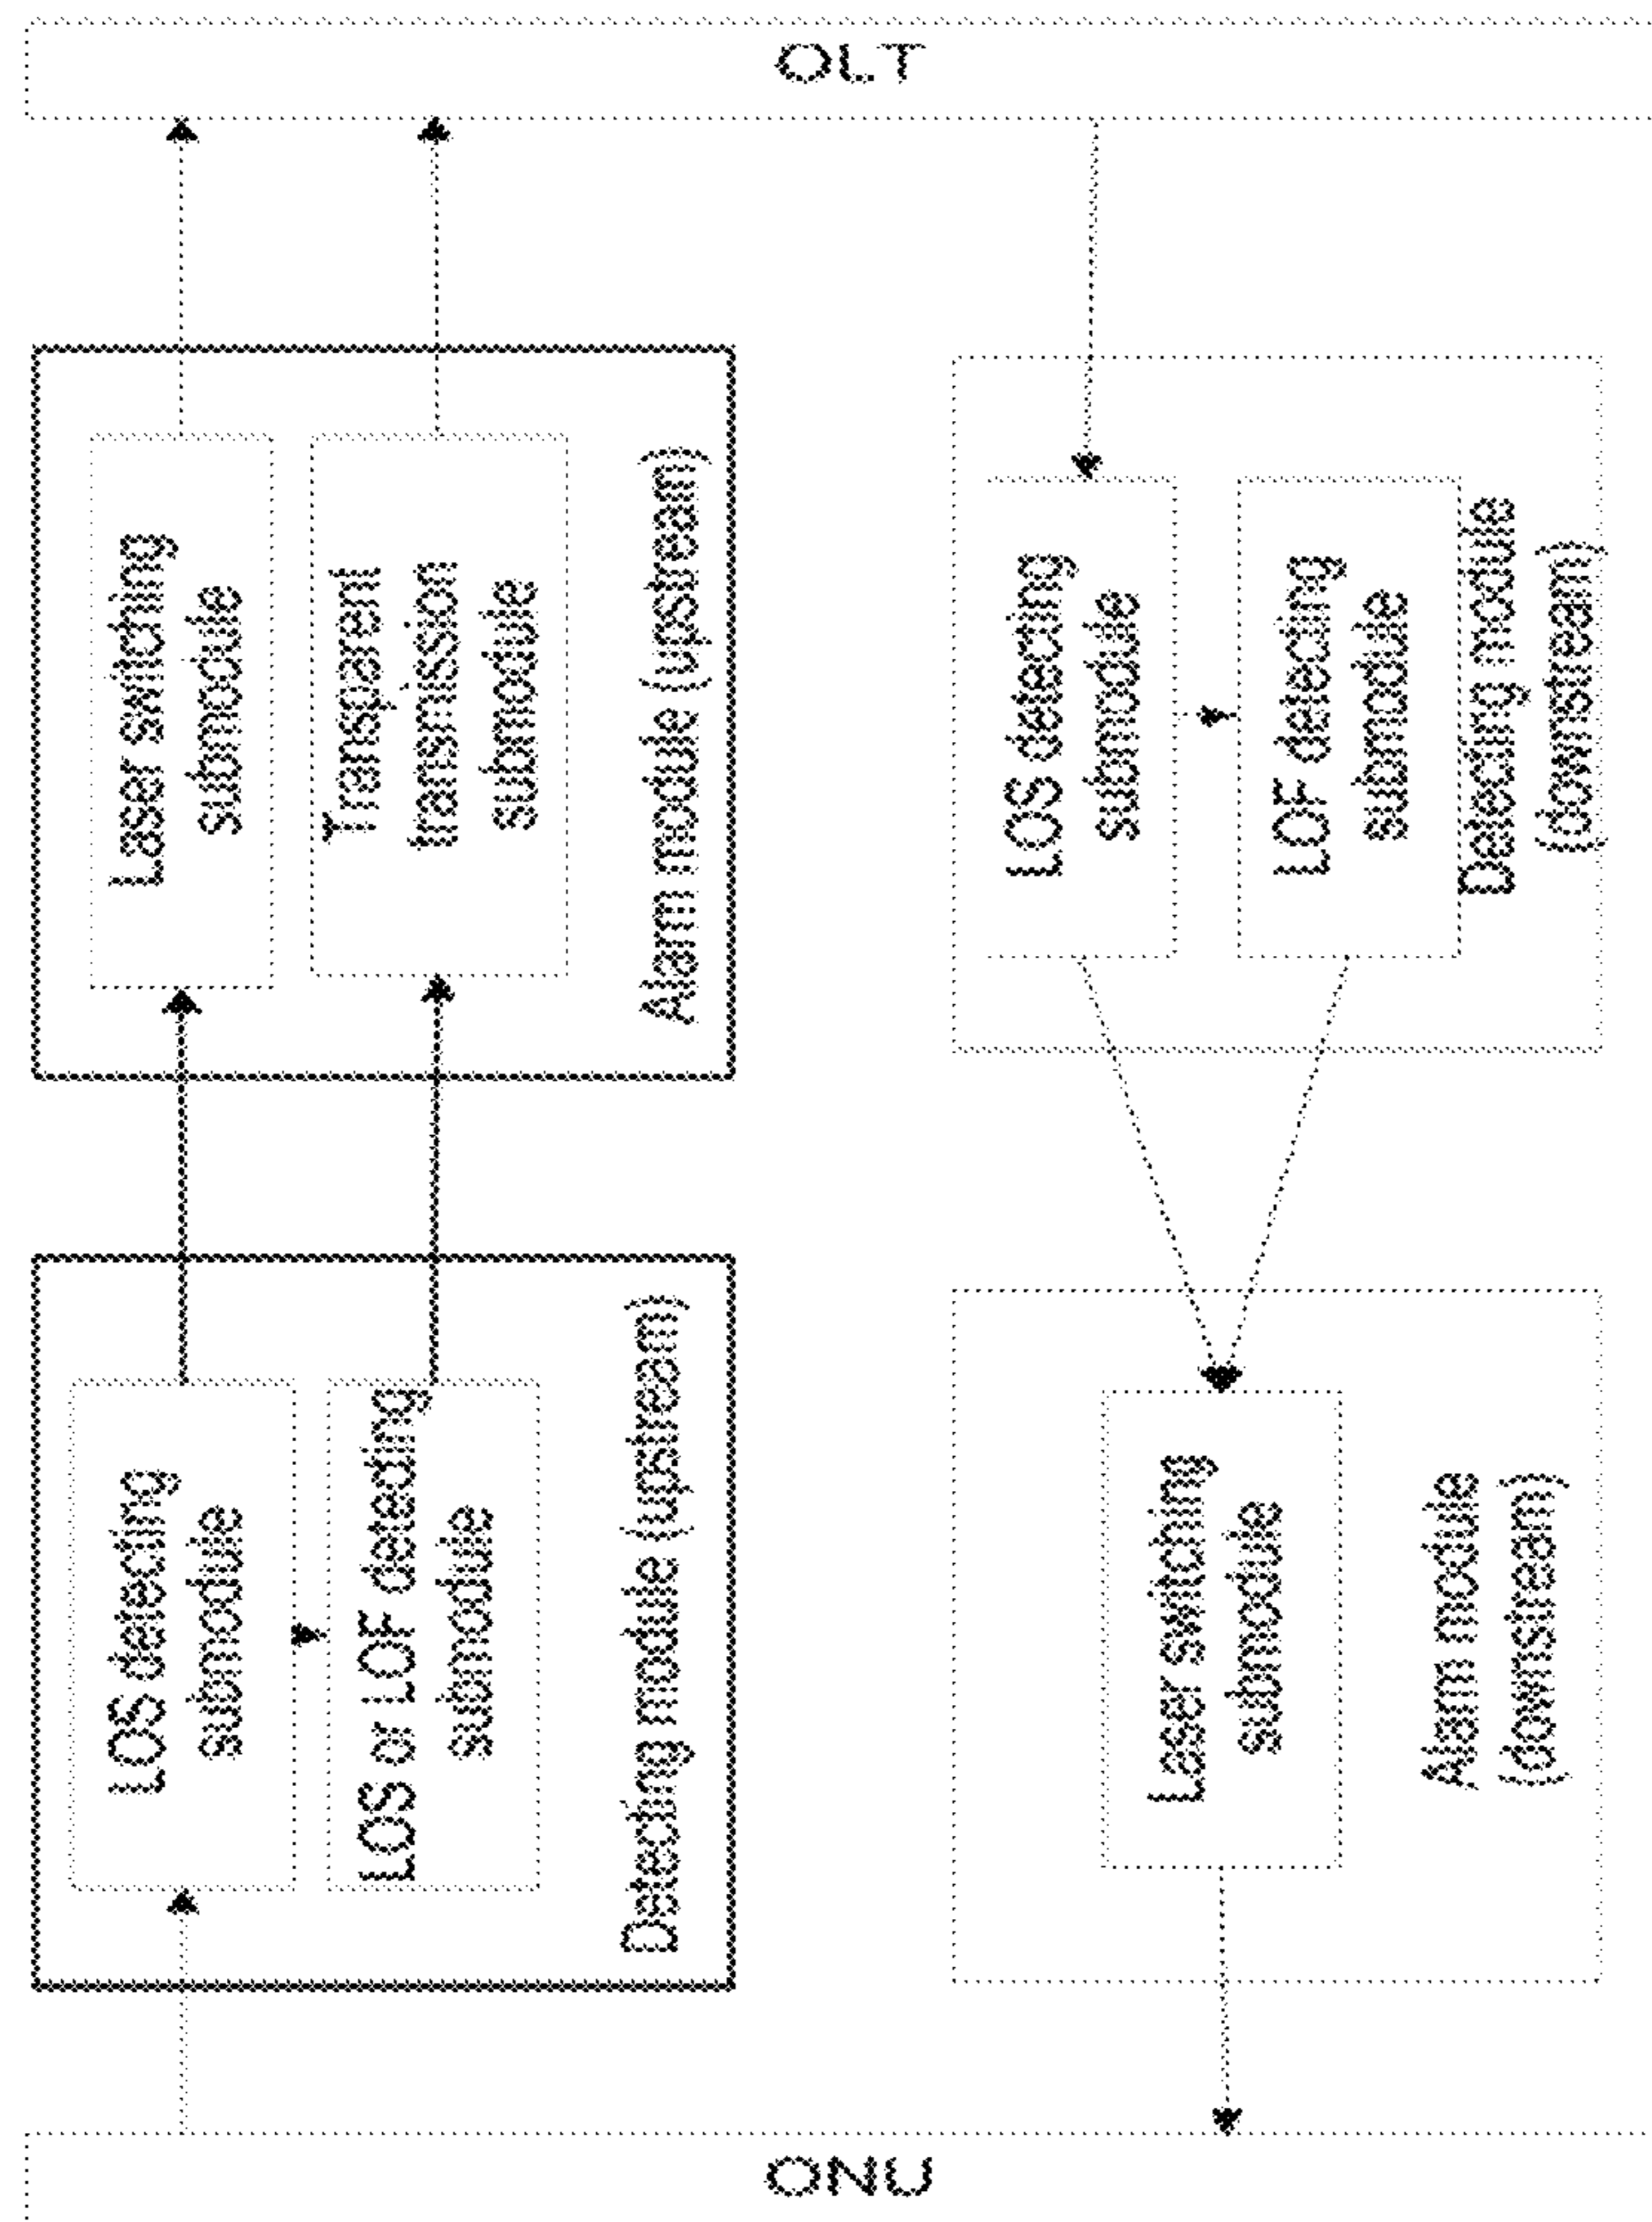 OLT
Laser switching
submodule
Transparent
transmission
submodule
Alarm module (upstream)
LOS detecting
submodule
LOF detecting
submodule
Detecting module
(downstream)
LOS detecting
submodule
LOS or LOF detecting
submodule
Detecting module (upstream)
Laser switching
submodule
Alarm module
(downstream)
ONU